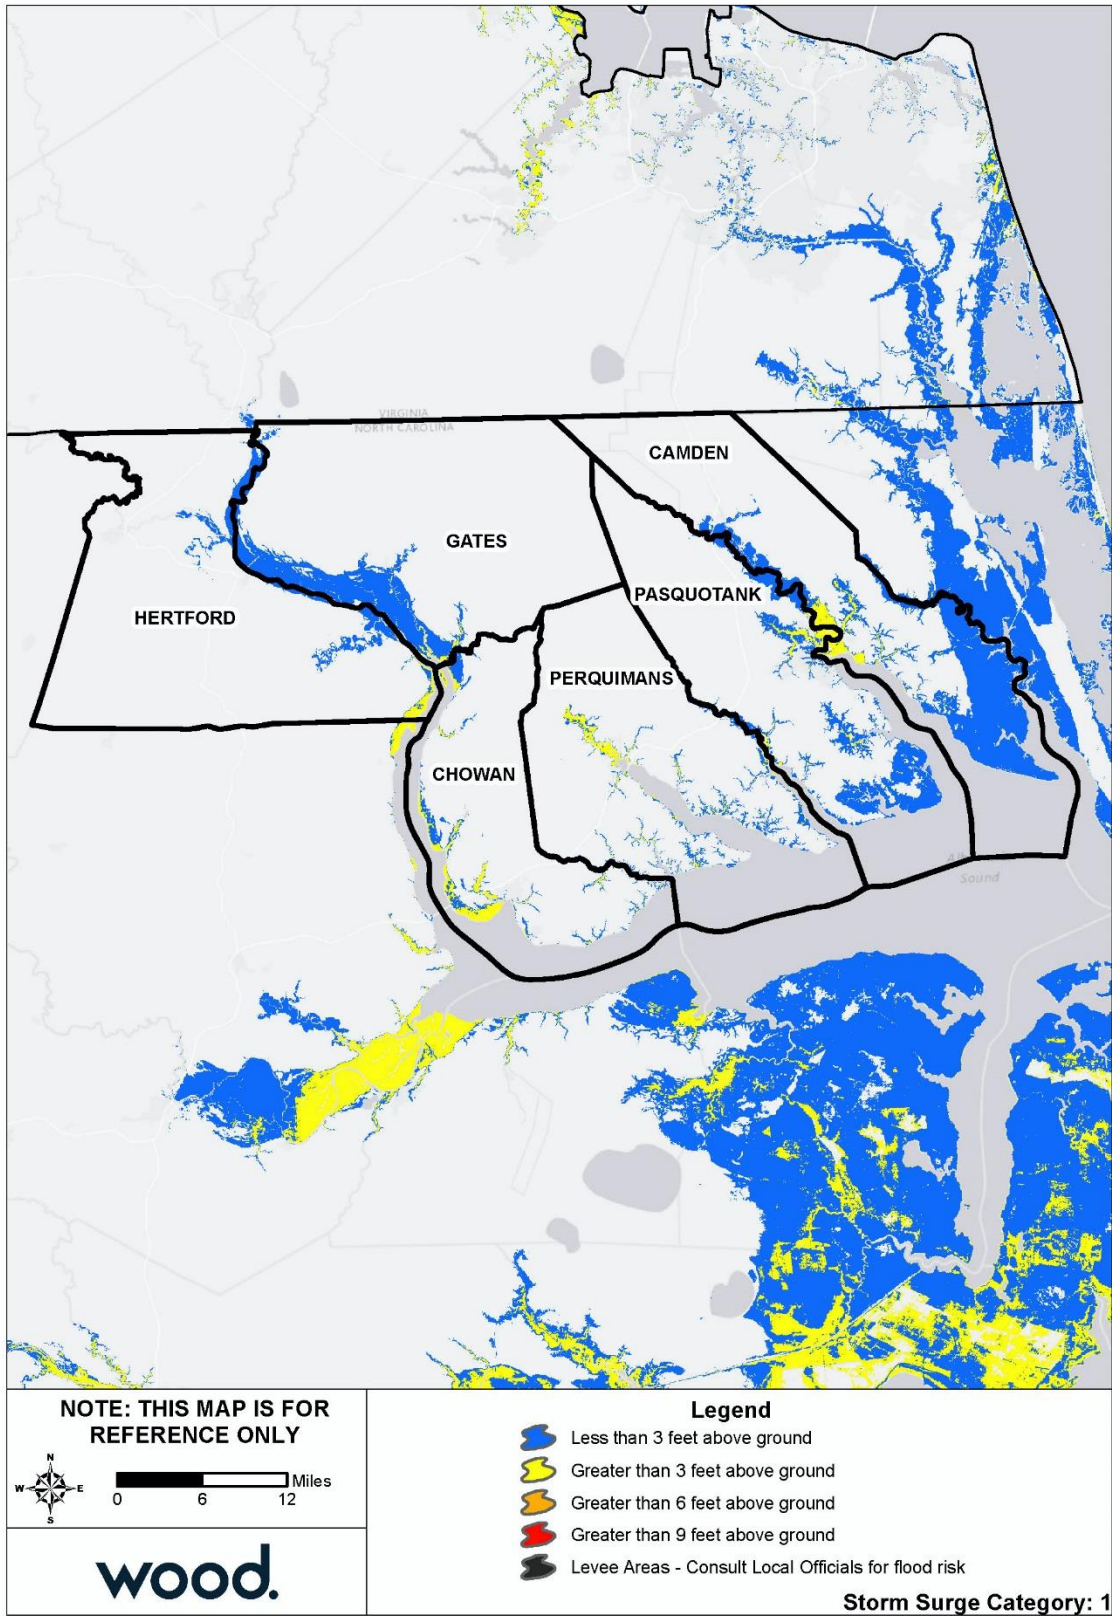 VIRGINIA
NORTH CAROLINA
CAMDEN
GATES
PASQUOTANK
HERTFORD
PERQUIMANS
CHOWAN
Sound
NOTE: THIS MAP IS FOR
REFERENCE ONLY
N
W E
S
Miles
0 6 12
wood.
Legend
Less than 3 feet above ground
Greater than 3 feet above ground
Greater than 6 feet above ground
Greater than 9 feet above ground
Levee Areas - Consult Local Officials for flood risk
Storm Surge Category: 1